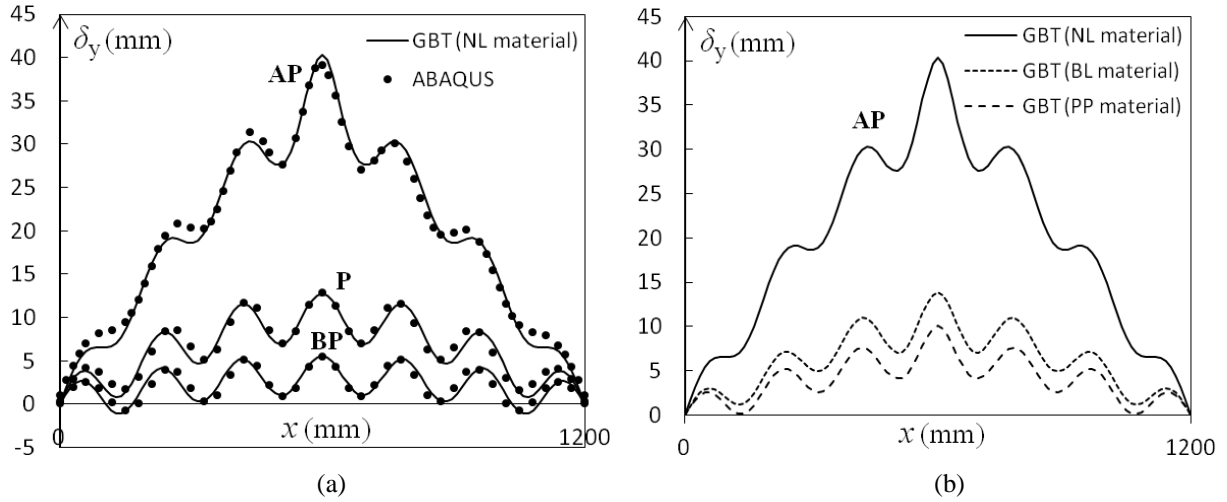 45
40
35
30
25
20
15
10
5
0
-5
δy (mm)
GBT (NL material)
ABAQUS
AP
P
BP
0
x (mm)
1200
(a)
45
40
35
30
25
20
15
10
5
0
δy (mm)
GBT (NL material)
GBT (BL material)
GBT (PP material)
AP
0
x (mm)
1200
(b)